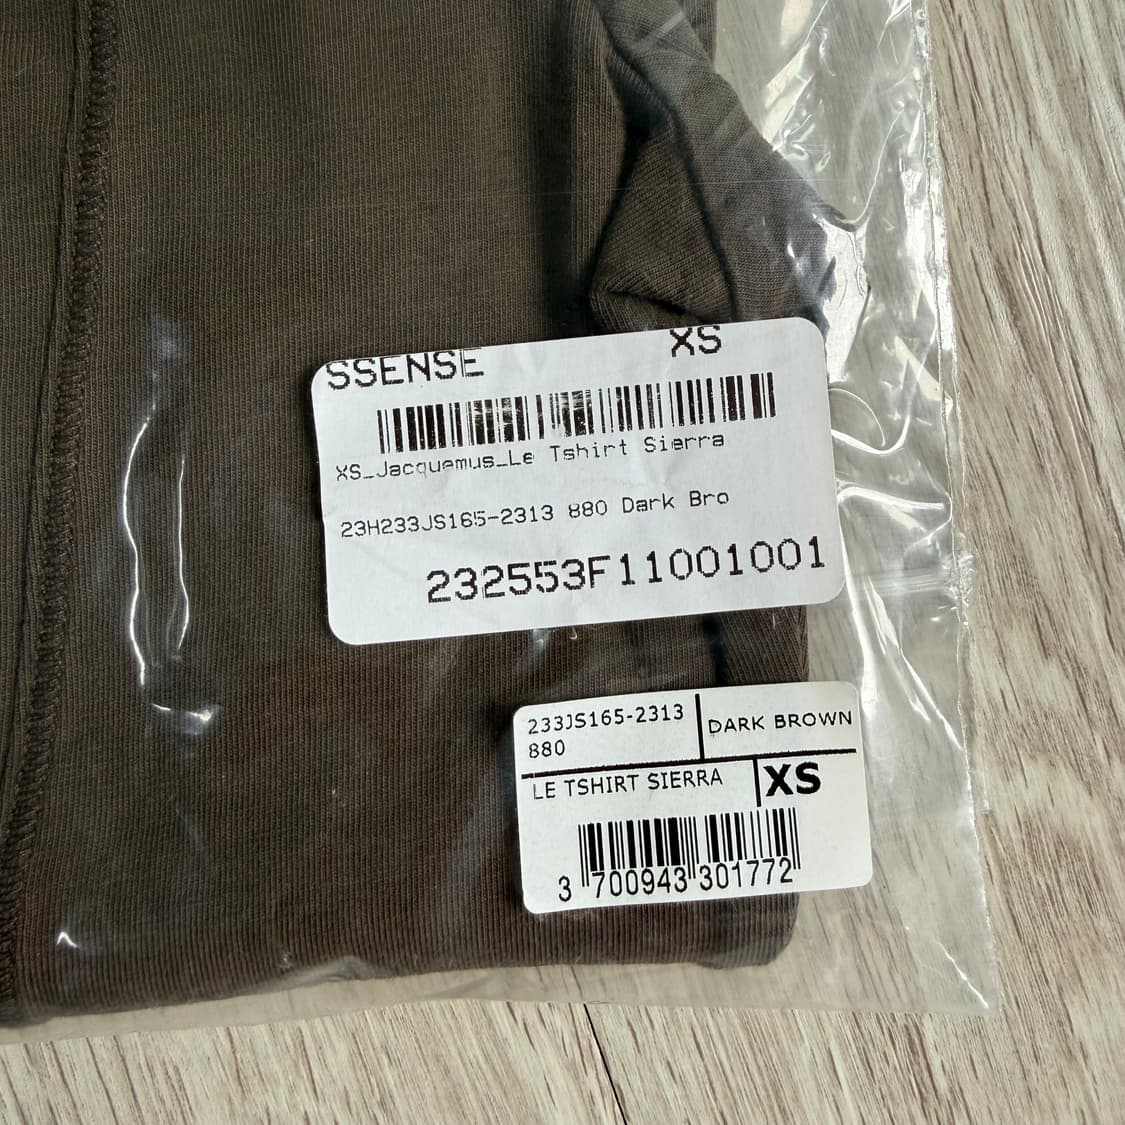 SSENSE XS
XS_Jacquemus_Le Tshirt Sierra
23H233JS165-2313 880 Dark Bro
232553F11001001
233JS165-2313
880
DARK BROWN
LE TSHIRT SIERRA
XS
3 700943 301772